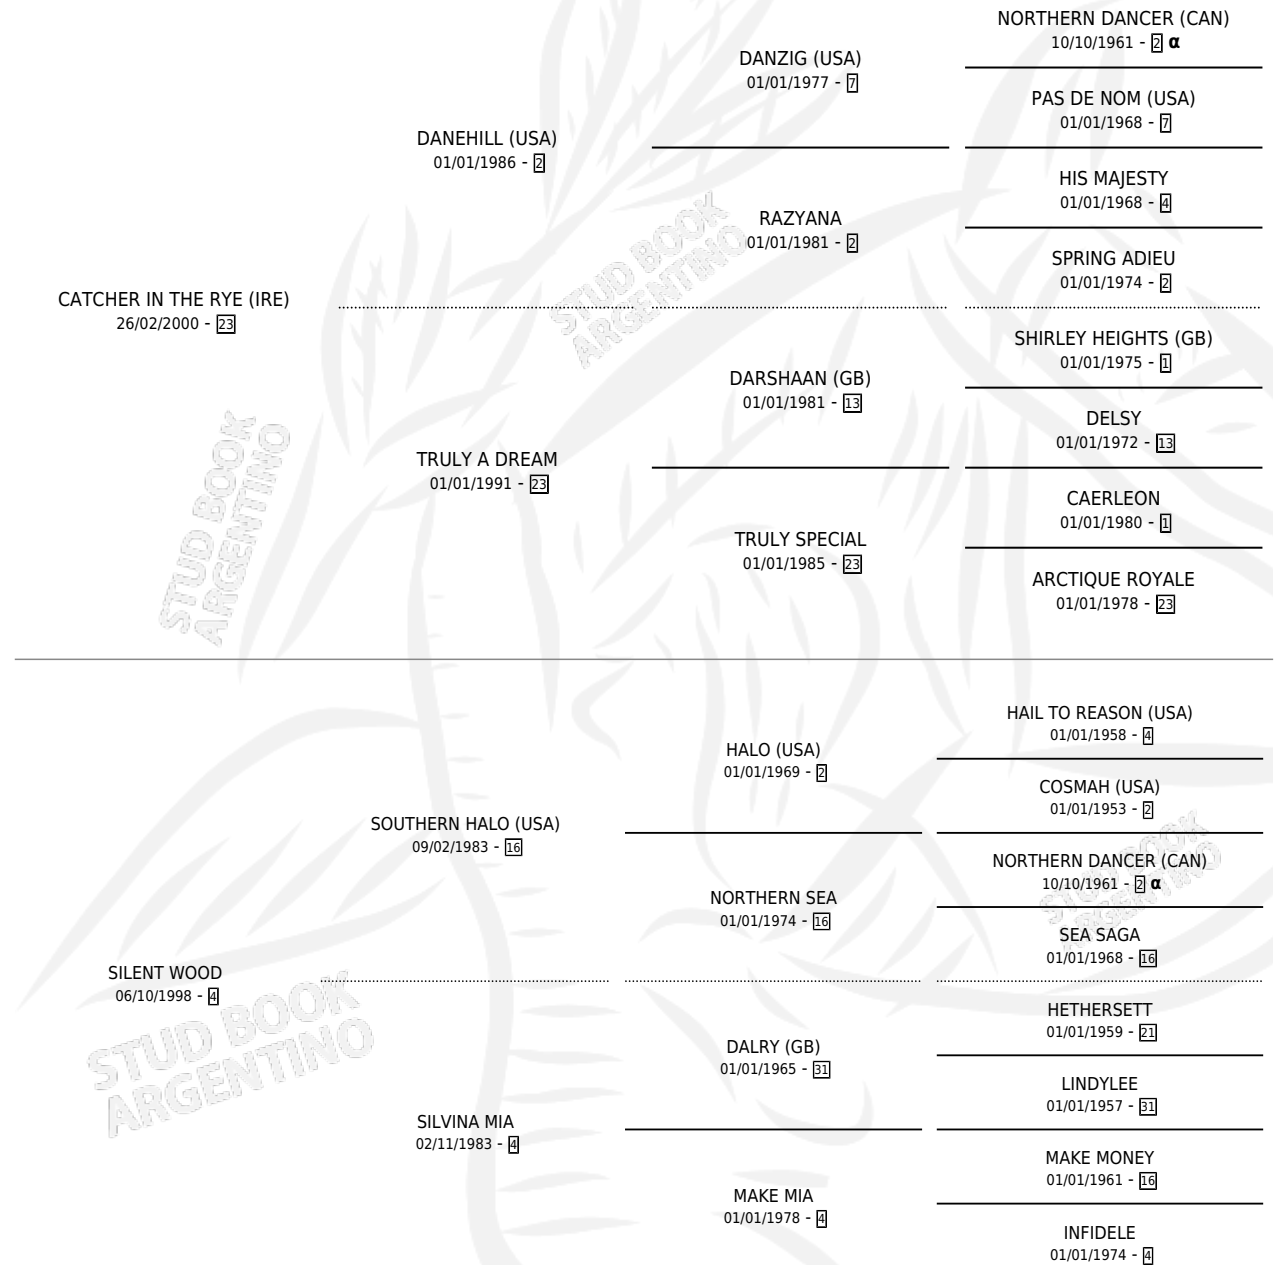 NORTHERN DANCER (CAN)
10/10/1961 - 2 α
DANZIG (USA)
01/01/1977 - 7
PAS DE NOM (USA)
01/01/1968 - 7
DANEHILL (USA)
01/01/1986 - 2
HIS MAJESTY
01/01/1968 - 4
RAZYANA
01/01/1981 - 2
SPRING ADIEU
01/01/1974 - 2
STUD BOOK
ARGENTINO
CATCHER IN THE RYE (IRE)
26/02/2000 - 23
SHIRLEY HEIGHTS (GB)
01/01/1975 - 1
DARSHAAN (GB)
01/01/1981 - 13
DELSY
01/01/1972 - 13
TRULY A DREAM
01/01/1991 - 23
CAERLEON
01/01/1980 - 1
TRULY SPECIAL
01/01/1985 - 23
ARCTIQUE ROYALE
01/01/1978 - 23
STUD BOOK
ARGENTINO
HAIL TO REASON (USA)
01/01/1958 - 4
HALO (USA)
01/01/1969 - 2
COSMAH (USA)
01/01/1953 - 2
SOUTHERN HALO (USA)
09/02/1983 - 16
NORTHERN DANCER (CAN)
10/10/1961 - 2 α
NORTHERN SEA
01/01/1974 - 16
SEA SAGA
01/01/1968 - 16
STUD BOOK
ARGENTINO
SILENT WOOD
06/10/1998 - 4
HETHERSETT
01/01/1959 - 21
DALRY (GB)
01/01/1965 - 31
LINDYLEE
01/01/1957 - 31
STUD BOOK
ARGENTINO
SILVINA MIA
02/11/1983 - 4
MAKE MONEY
01/01/1961 - 16
MAKE MIA
01/01/1978 - 4
INFIDELE
01/01/1974 - 4